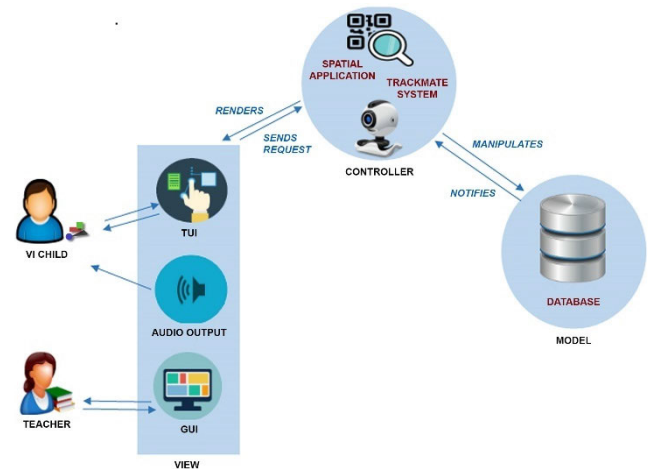 SPATIAL
APPLICATION
TRACKMATE
SYSTEM
RENDERS
SENDS
REQUEST
CONTROLLER
MANIPULATES
NOTIFIES
VI CHILD
TUI
AUDIO OUTPUT
DATABASE
MODEL
TEACHER
GUI
VIEW